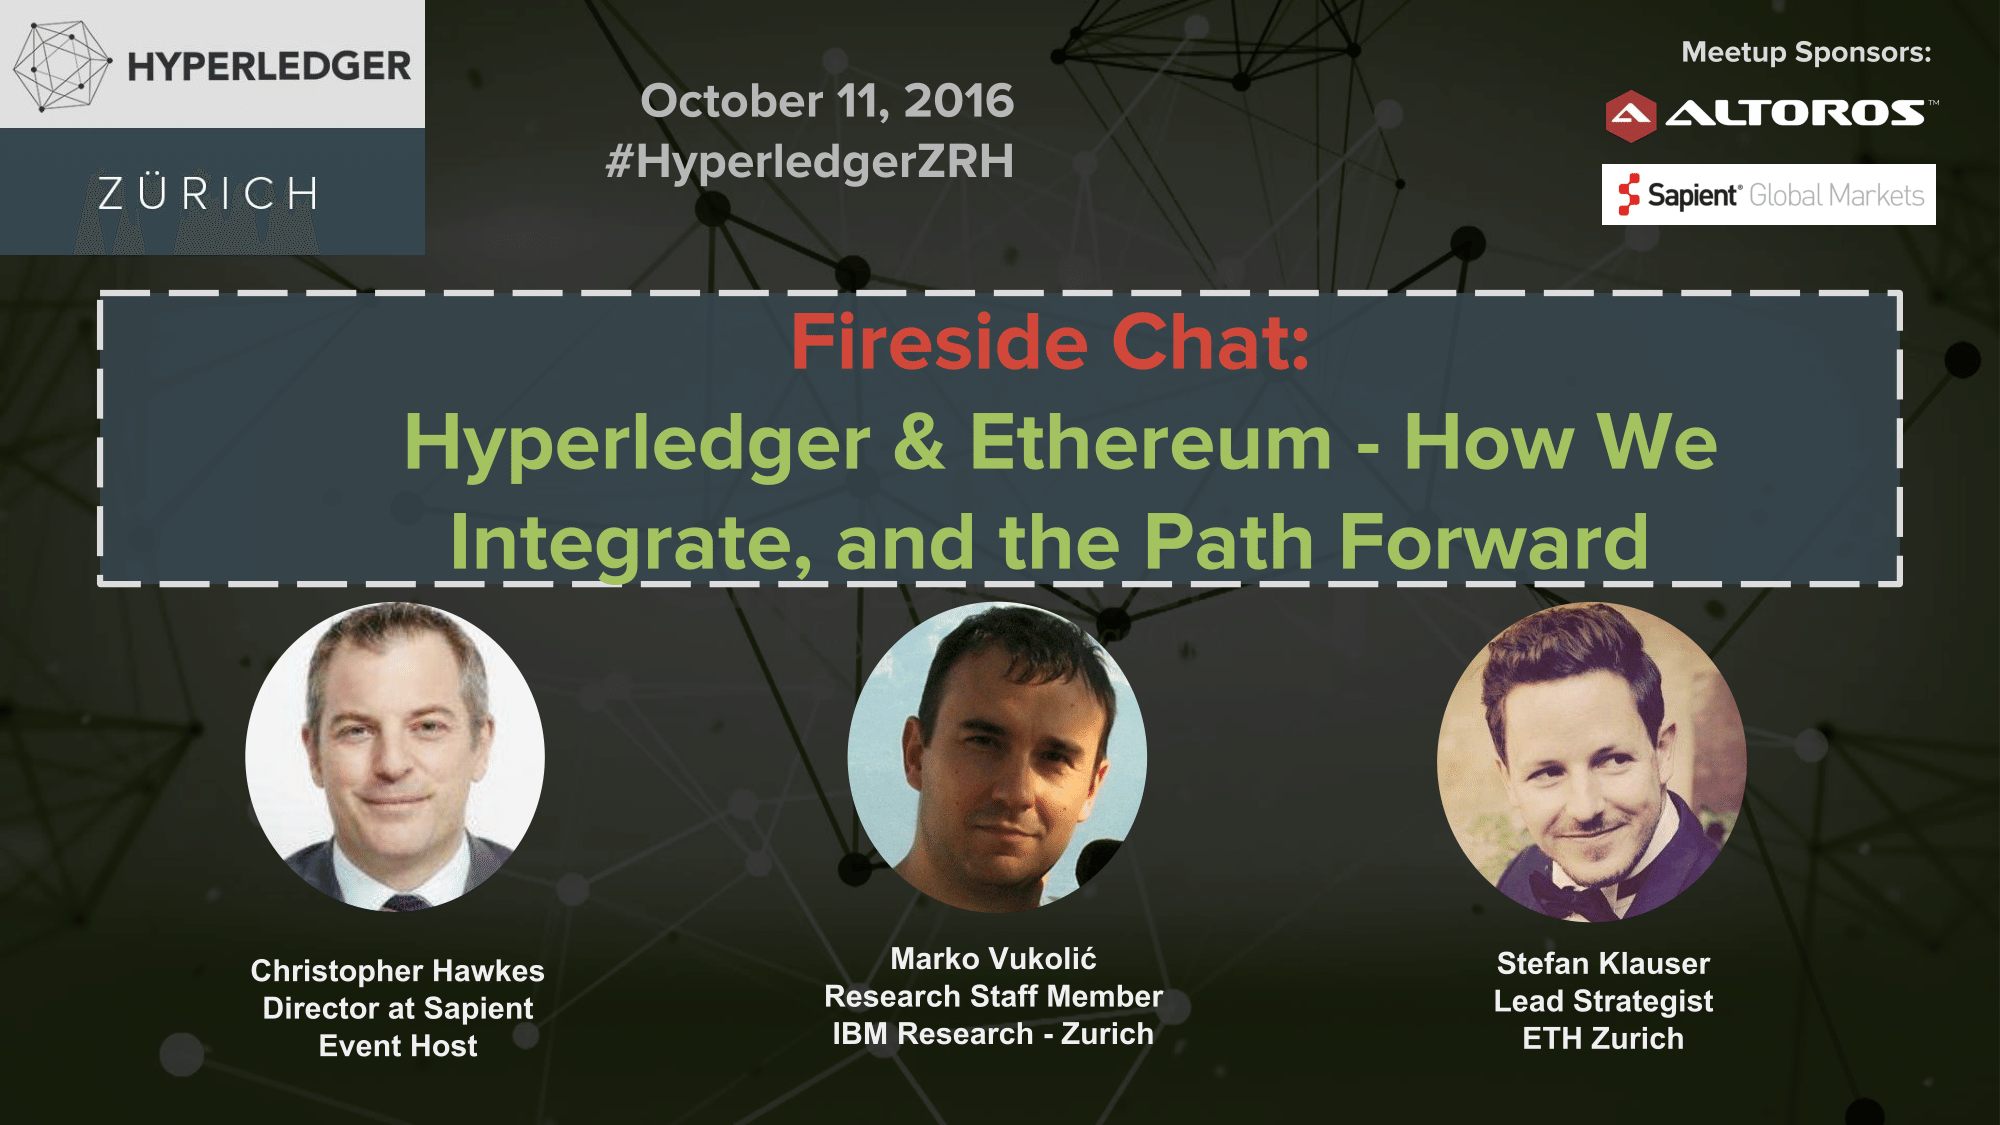 HYPERLEDGER
ZÜRICH
October 11, 2016
#HyperledgerZRH
Meetup Sponsors:
ALTOROS™
Sapient® Global Markets
Fireside Chat:
Hyperledger & Ethereum - How We
Integrate, and the Path Forward
Christopher Hawkes
Director at Sapient
Event Host
Marko Vukolić
Research Staff Member
IBM Research - Zurich
Stefan Klauser
Lead Strategist
ETH Zurich